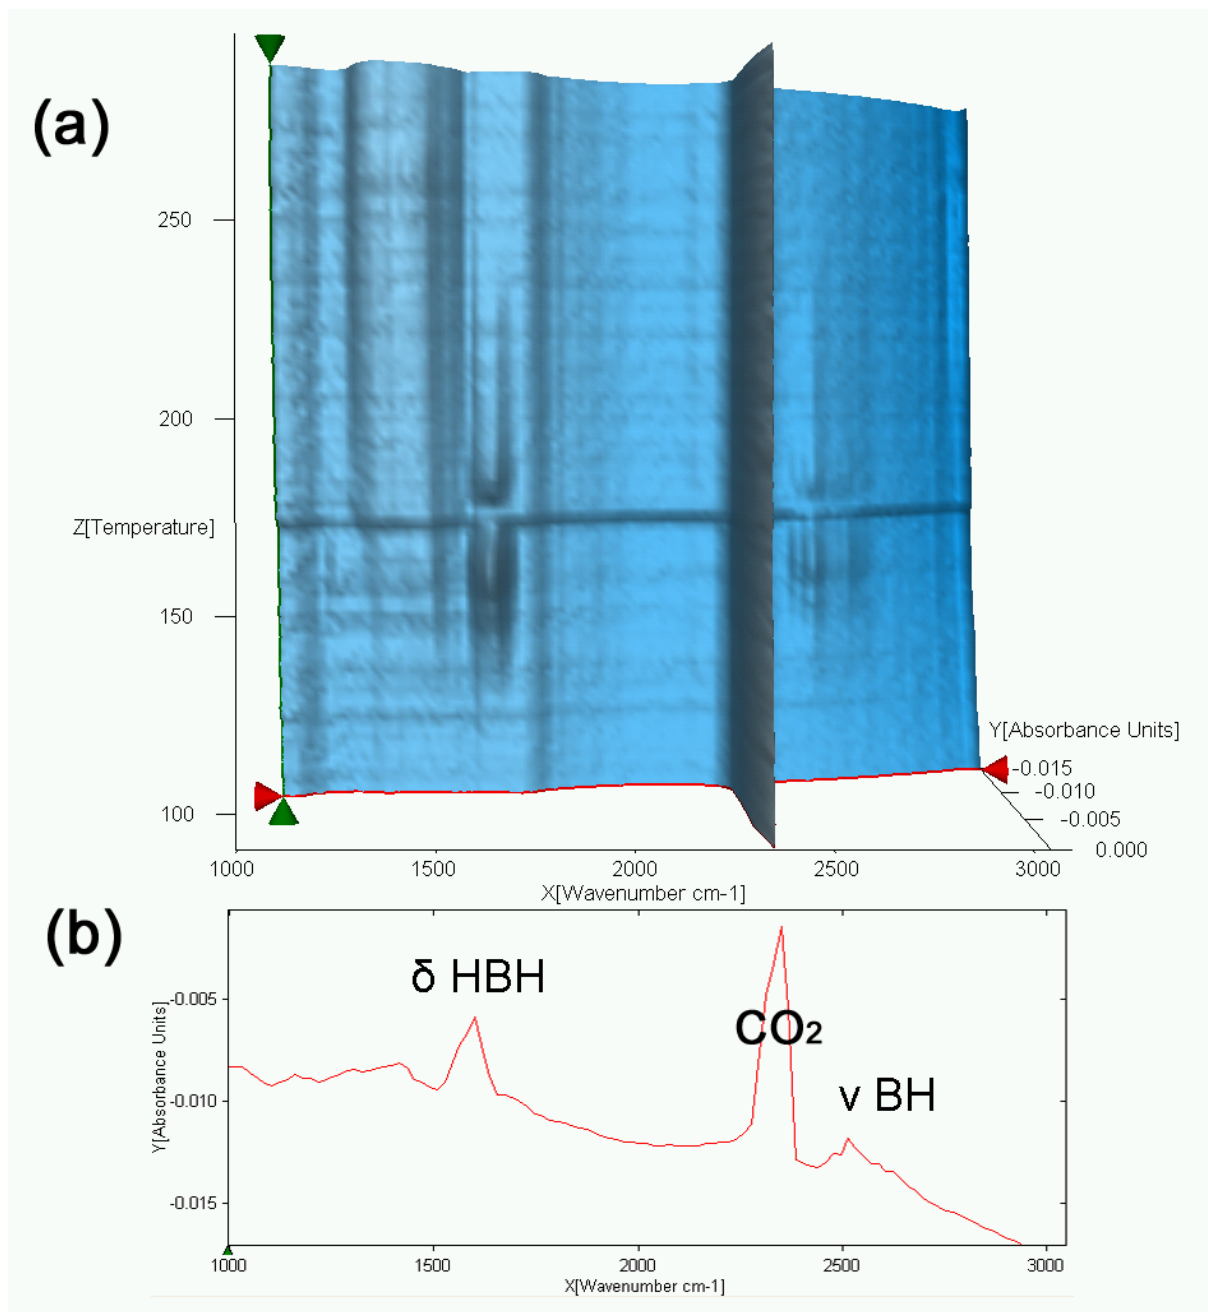 (a)
250
200
Z[Temperature]
150
100
Y[Absorbance Units]
-0.015
-0.010
-0.005
0.000
1000 1500 2000 2500 3000
X[Wavenumber cm-1]
(b)
δ HBH
CO₂
ν BH
Y[Absorbance Units]
-0.005
-0.010
-0.015
1000 1500 2000 2500 3000
X[Wavenumber cm-1]